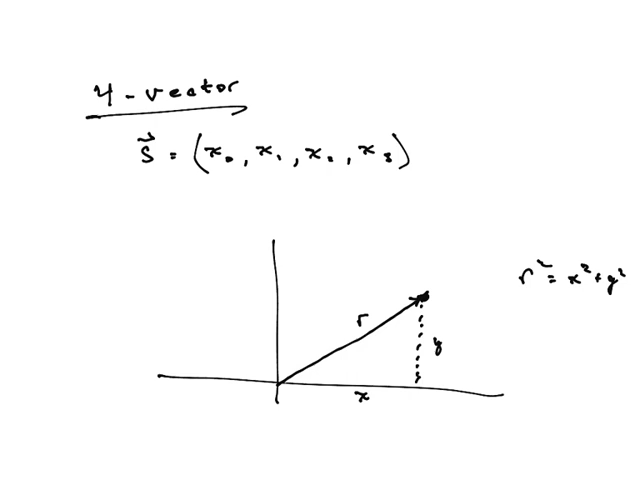 4-vector
s⃗ = (x₀, x₁, x₂, x₃)
r² = x² + y²
r
y
x